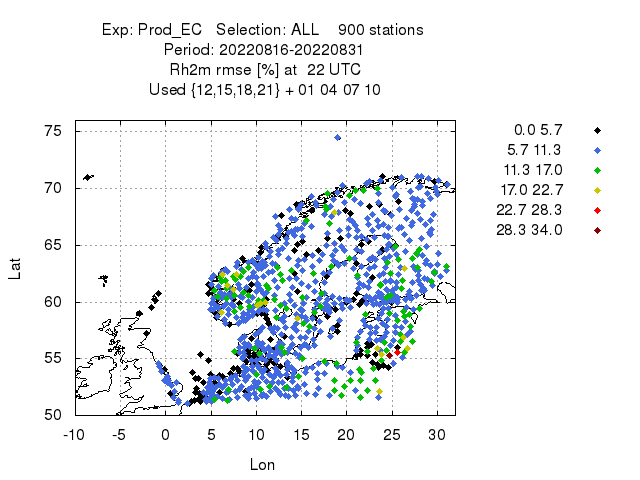 Exp: Prod_EC Selection: ALL 900 stations
Period: 20220816-20220831
Rh2m rmse [%] at 22 UTC
Used {12,15,18,21} + 01 04 07 10
0.0 5.7
5.7 11.3
11.3 17.0
17.0 22.7
22.7 28.3
28.3 34.0
Lat
75
70
65
60
55
50
-10 -5 0 5 10 15 20 25 30
Lon